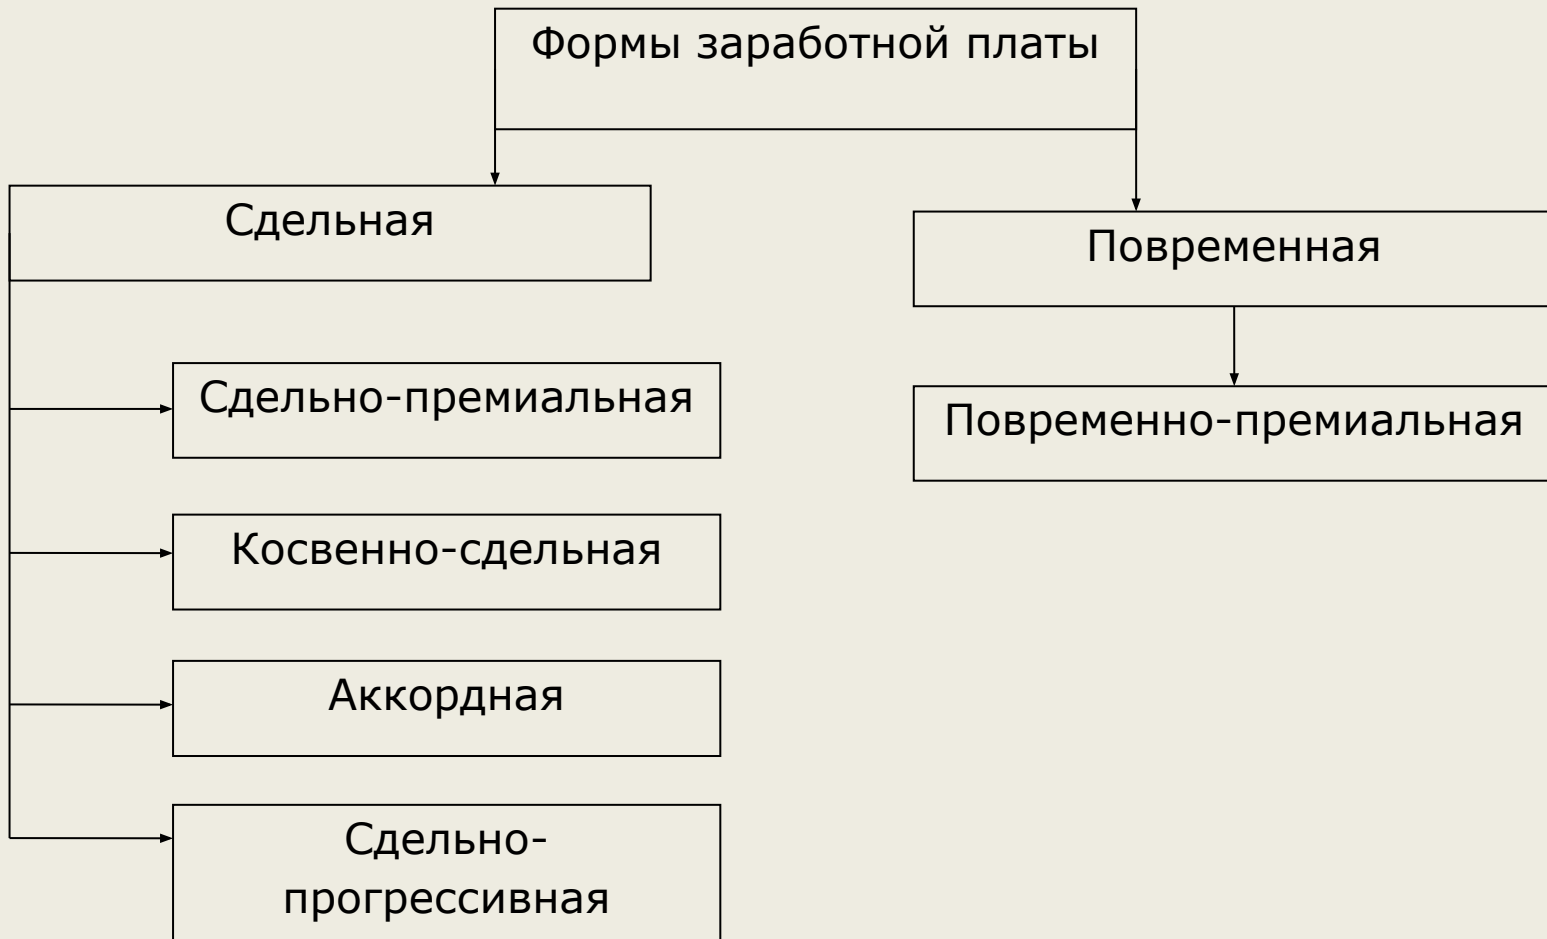 Формы заработной платы
Сдельная
Повременная
Сдельно-премиальная
Повременно-премиальная
Косвенно-сдельная
Аккордная
Сдельно-
прогрессивная